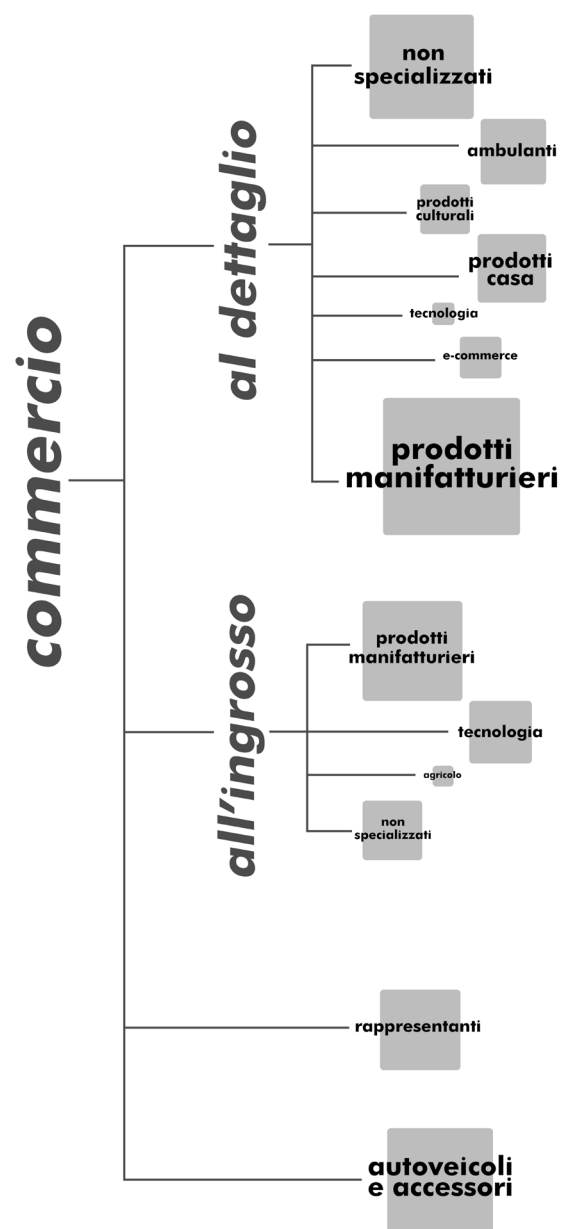 commercio
al dettaglio
non
specializzati
ambulanti
prodotti
culturali
prodotti
casa
tecnologia
e-commerce
prodotti
manifatturieri
all'ingrosso
prodotti
manifatturieri
tecnologia
agricolo
non
specializzati
rappresentanti
autoveicoli
e accessori